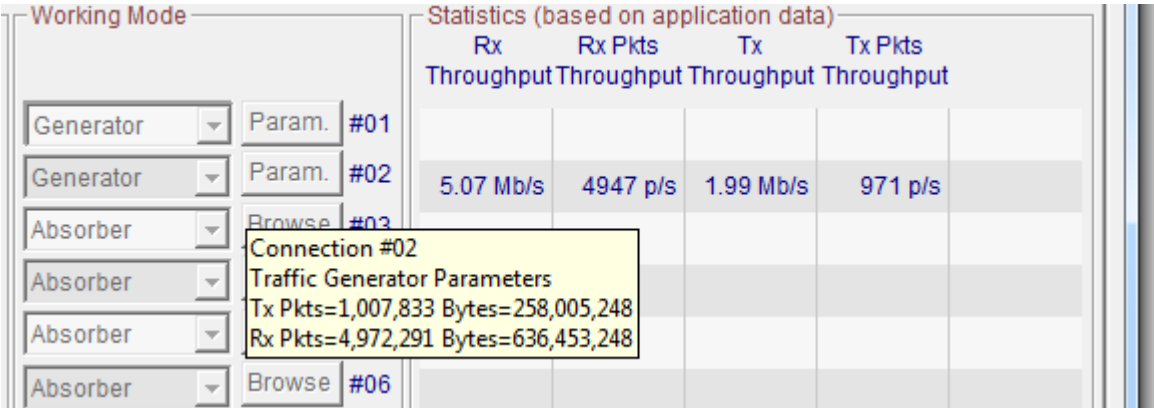 Working Mode
Statistics (based on application data)
Rx Rx Pkts Tx Tx Pkts
Throughput Throughput Throughput Throughput
Generator Param. #01
Generator Param. #02 5.07 Mb/s 4947 p/s 1.99 Mb/s 971 p/s
Absorber Browse #03
Connection #02
Absorber Traffic Generator Parameters
Tx Pkts=1,007,833 Bytes=258,005,248
Absorber Rx Pkts=4,972,291 Bytes=636,453,248
Absorber Browse #06